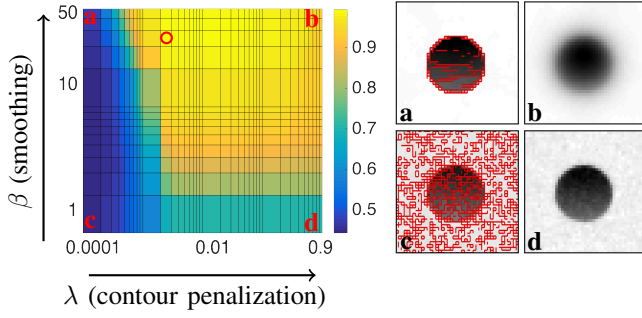 50
10
1
β (smoothing)
a
b
c
d
0.0001
0.01
0.9
λ (contour penalization)
0.9
0.8
0.7
0.6
0.5
a
b
c
d